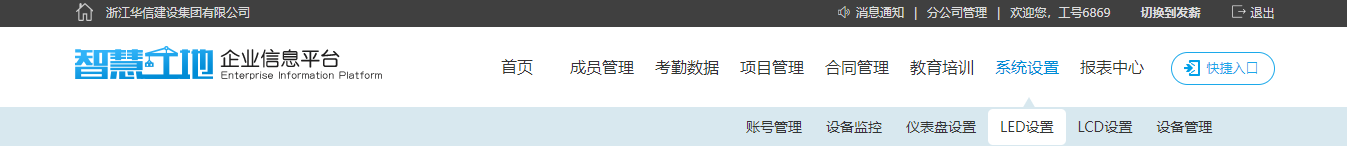 浙江华信建设集团有限公司 消息通知 | 分公司管理 | 欢迎您，工号6869 切换到发薪 退出
智慧工地 企业信息平台
Enterprise Information Platform
首页 成员管理 考勤数据 项目管理 合同管理 教育培训 系统设置 报表中心 快捷入口
账号管理 设备监控 仪表盘设置 LED设置 LCD设置 设备管理